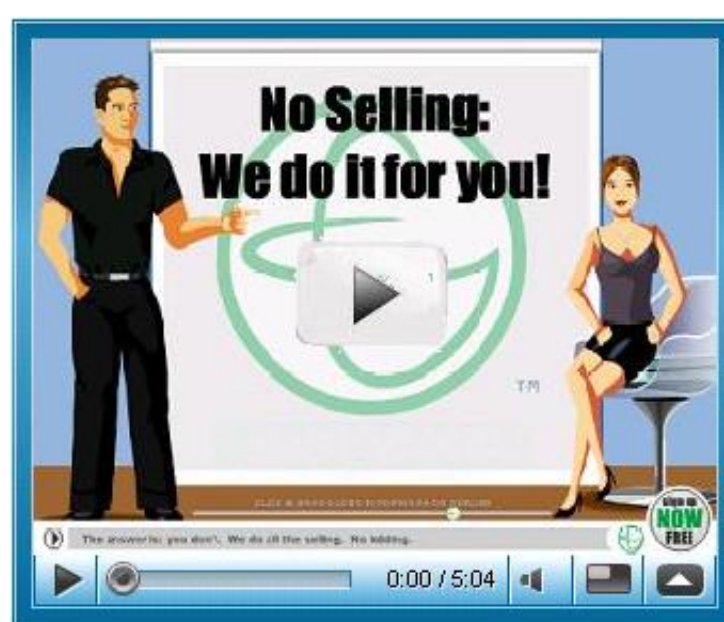 No Selling:
We do it for you!
TM
The answer is: you don't. We do all the selling. No kidding.
Sign up
NOW
FREE
0:00 / 5:04